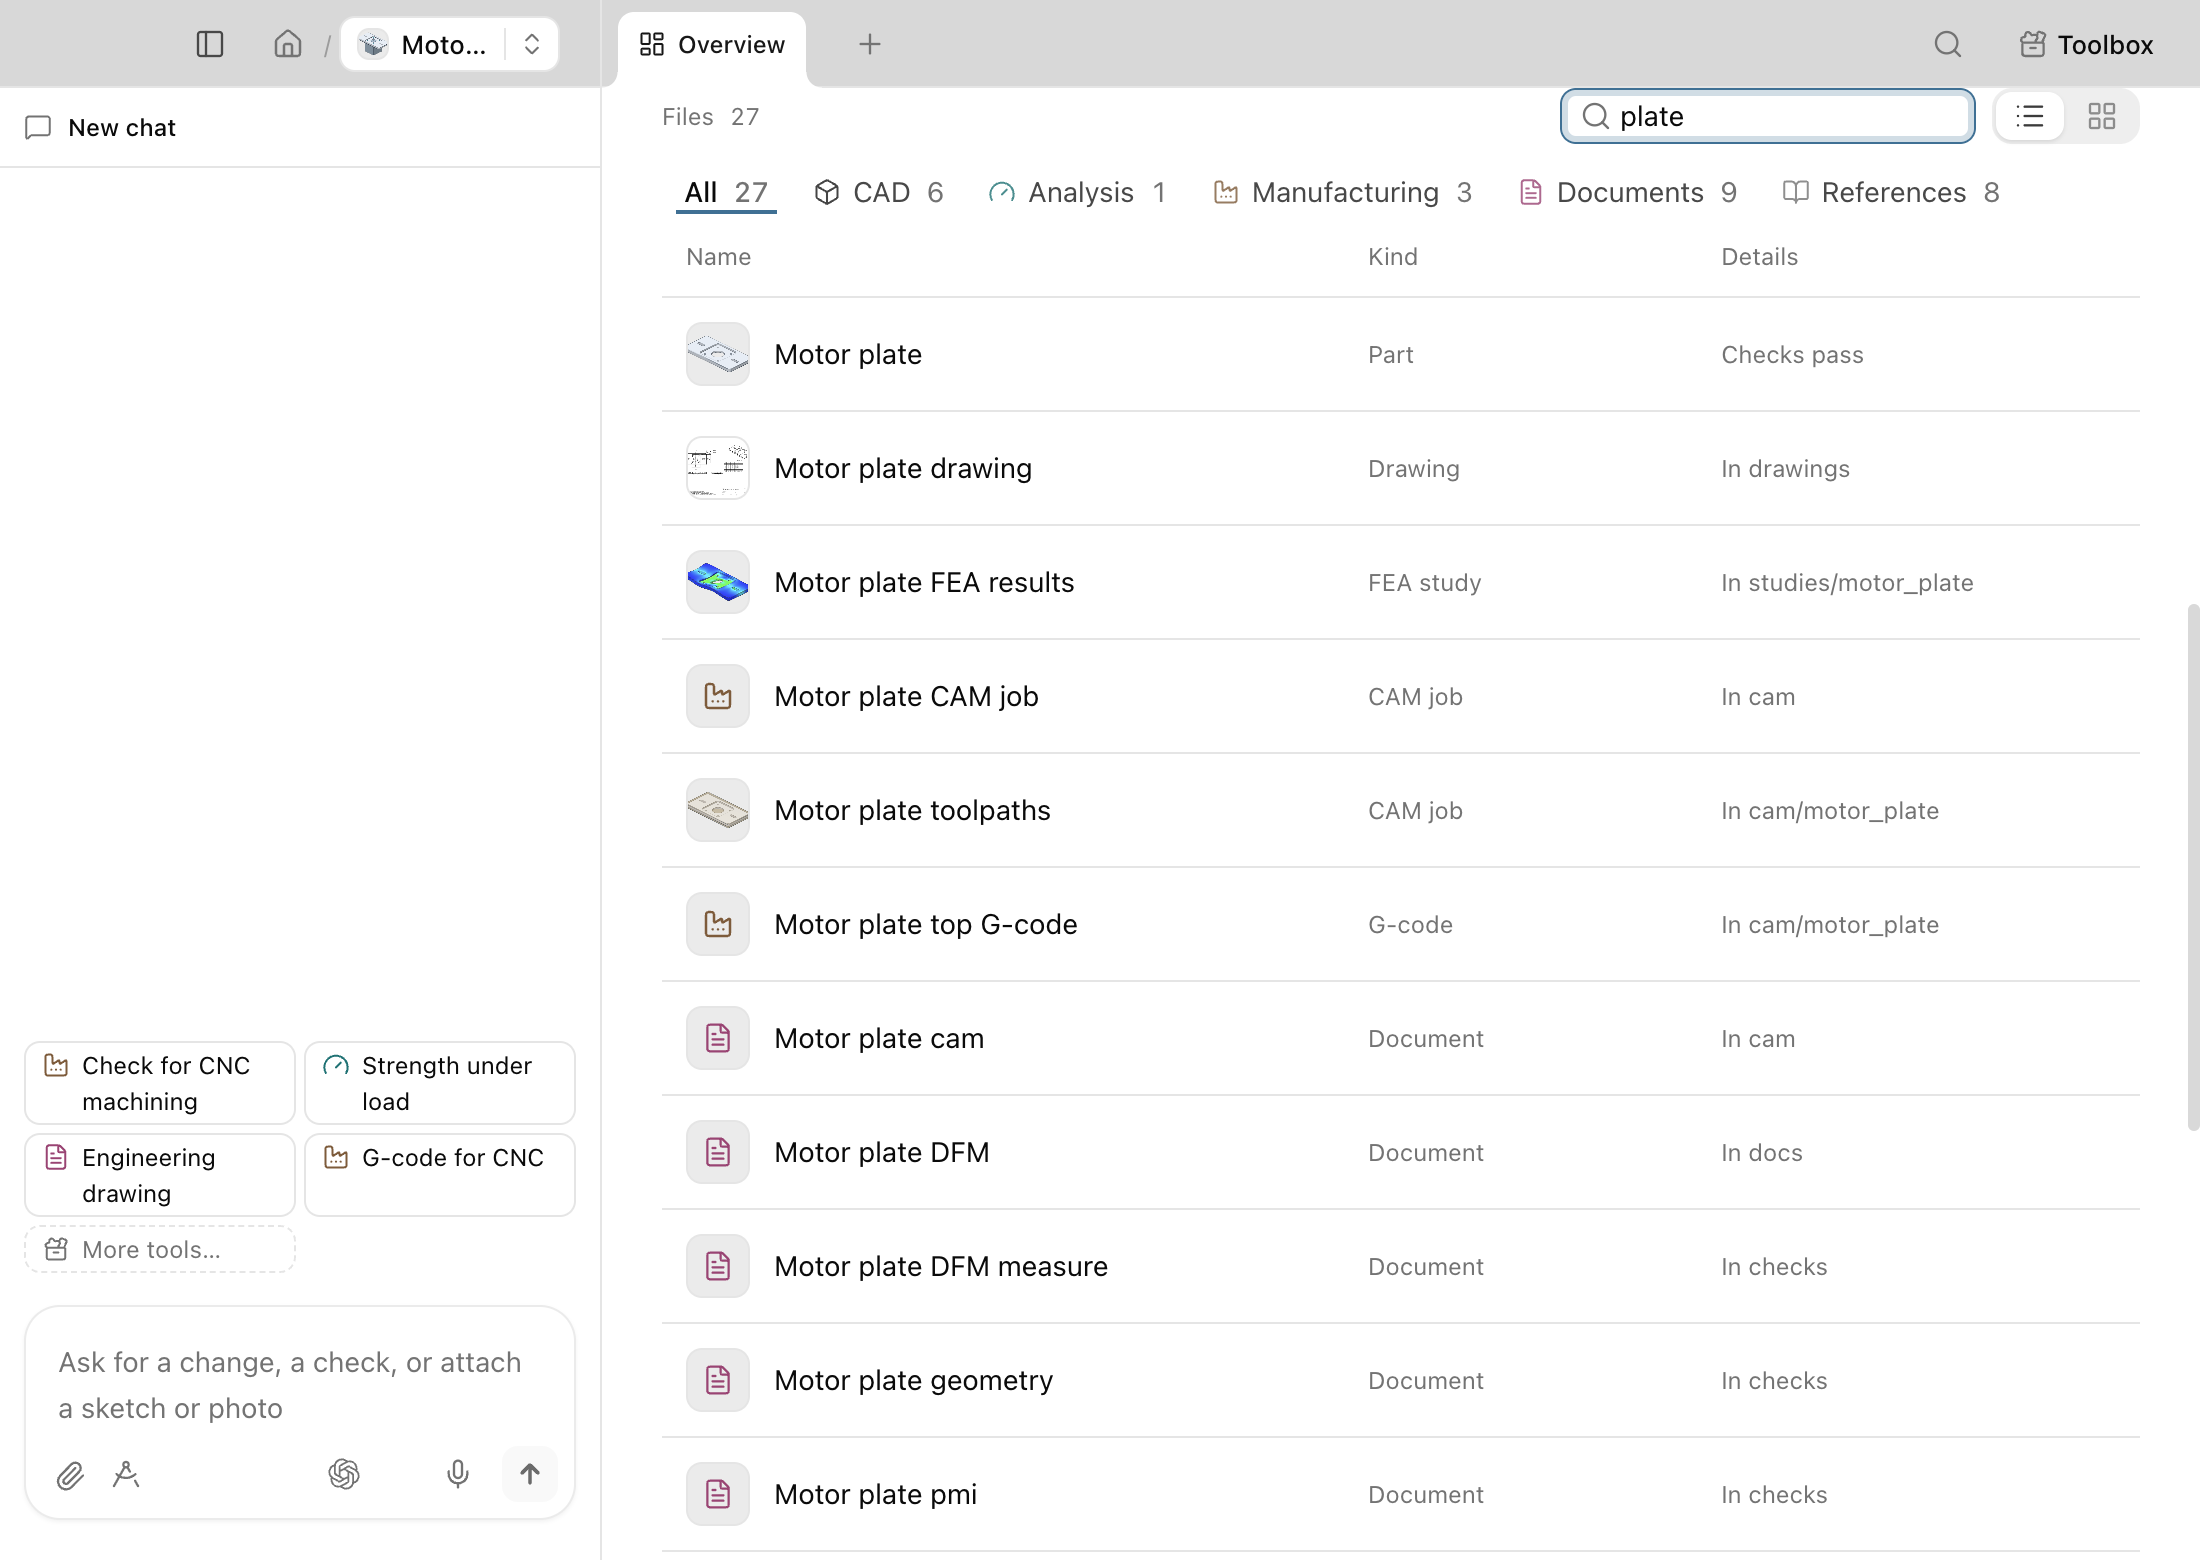 / Moto...
Overview
Toolbox
New chat
Files 27
plate
All 27
CAD 6
Analysis 1
Manufacturing 3
Documents 9
References 8
Name Kind Details
Motor plate Part Checks pass
Motor plate drawing Drawing In drawings
Motor plate FEA results FEA study In studies/motor_plate
Motor plate CAM job CAM job In cam
Motor plate toolpaths CAM job In cam/motor_plate
Motor plate top G-code G-code In cam/motor_plate
Motor plate cam Document In cam
Motor plate DFM Document In docs
Motor plate DFM measure Document In checks
Motor plate geometry Document In checks
Motor plate pmi Document In checks
Check for CNC
machining
Strength under
load
Engineering
drawing
G-code for CNC
More tools...
Ask for a change, a check, or attach
a sketch or photo